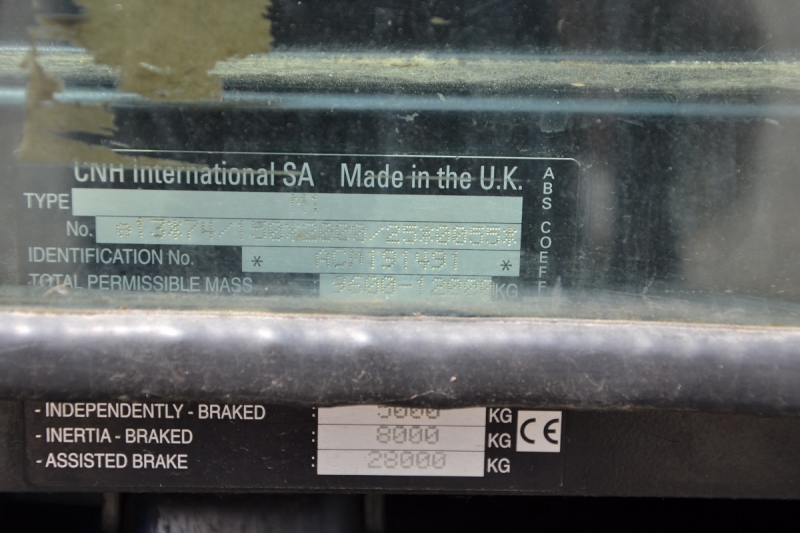 CNH International SA Made in the U.K.
TYPE
No.
IDENTIFICATION No. * ACM191491 *
TOTAL PERMISSIBLE MASS KG
ABS COEFF
- INDEPENDENTLY - BRAKED : 5000 KG
- INERTIA - BRAKED : 8000 KG
- ASSISTED BRAKE : 28000 KG
CE